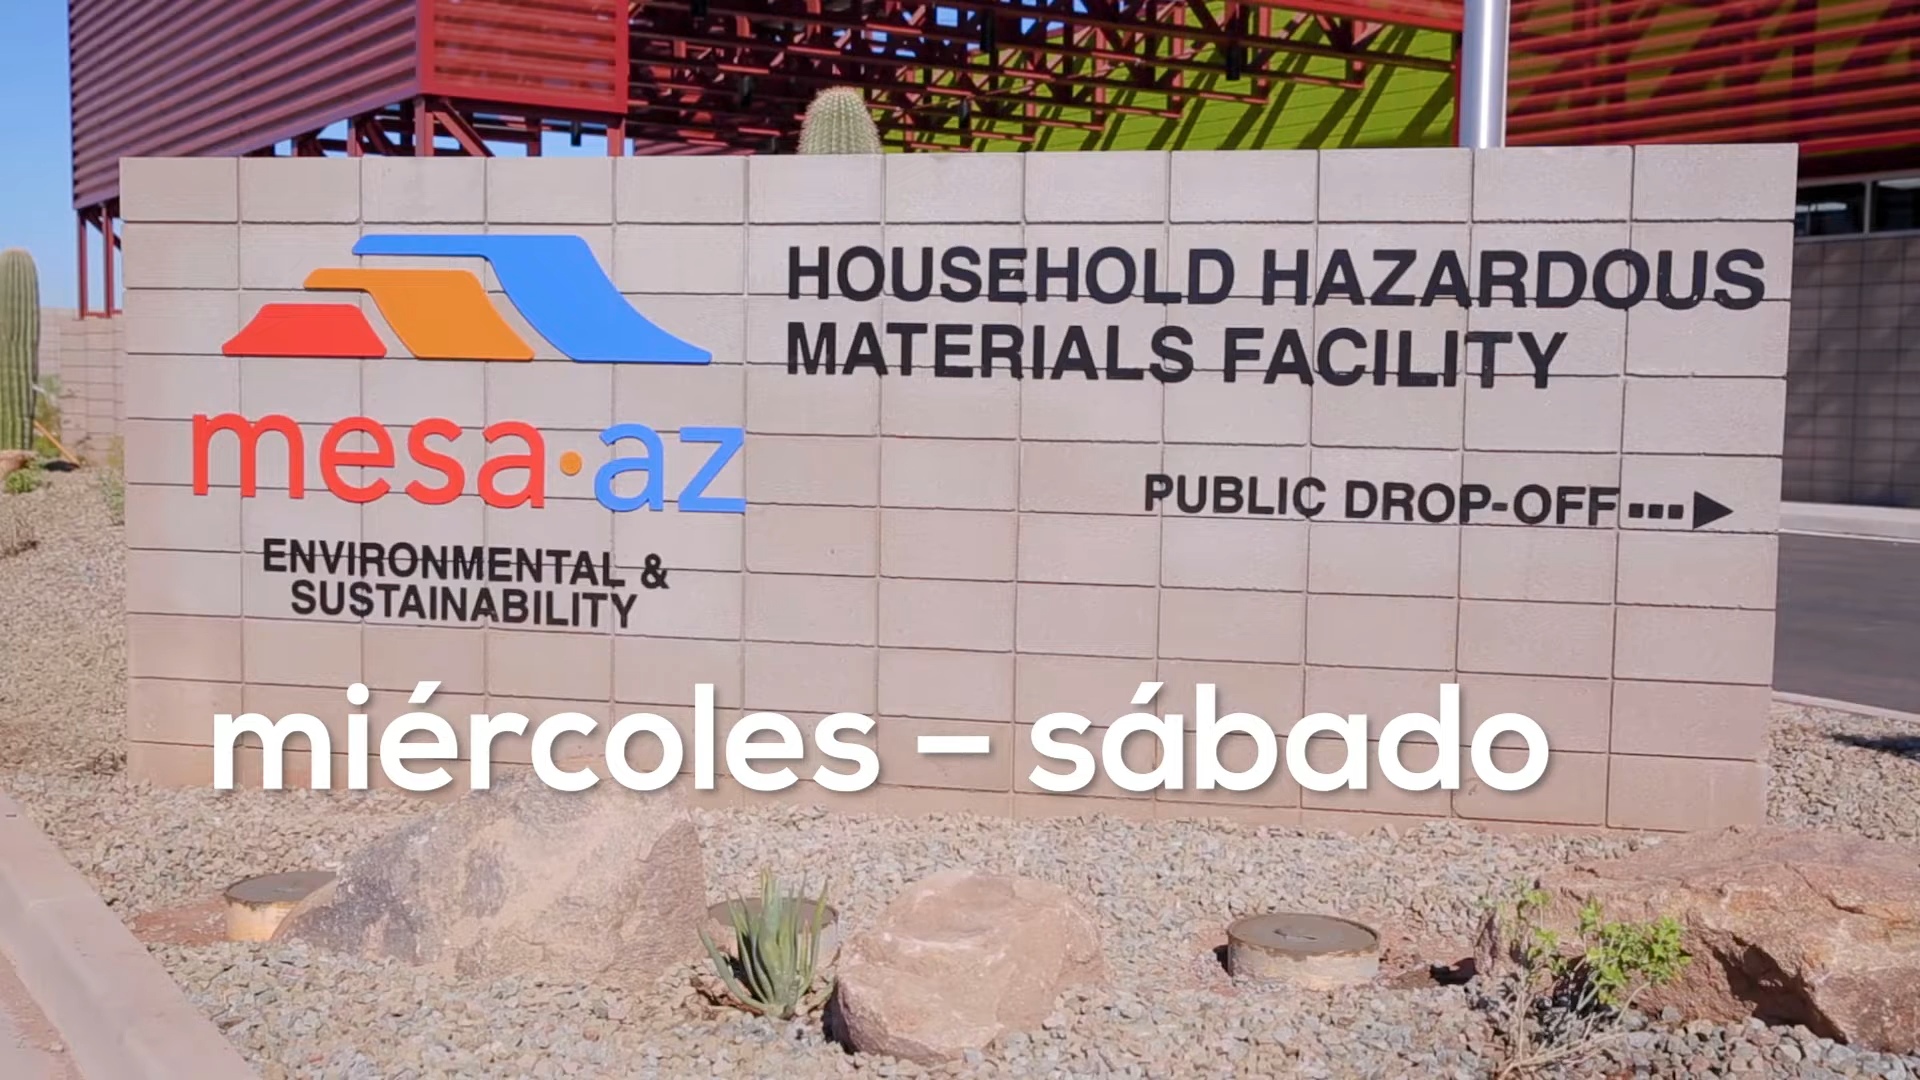 HOUSEHOLD HAZARDOUS
MATERIALS FACILITY
mesa·az
PUBLIC DROP-OFF
ENVIRONMENTAL &
SUSTAINABILITY
miércoles – sábado